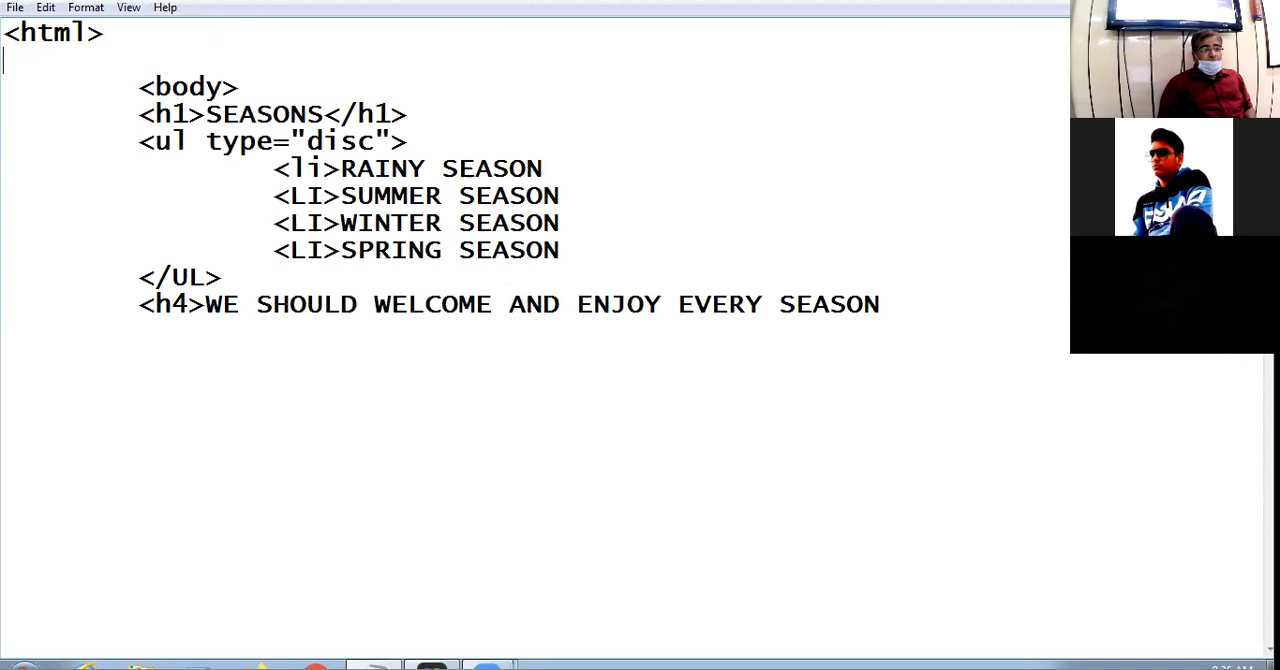 File Edit Format View Help
<html>
<body>
<h1>SEASONS</h1>
<ul type="disc">
<li>RAINY SEASON
<LI>SUMMER SEASON
<LI>WINTER SEASON
<LI>SPRING SEASON
</UL>
<h4>WE SHOULD WELCOME AND ENJOY EVERY SEASON